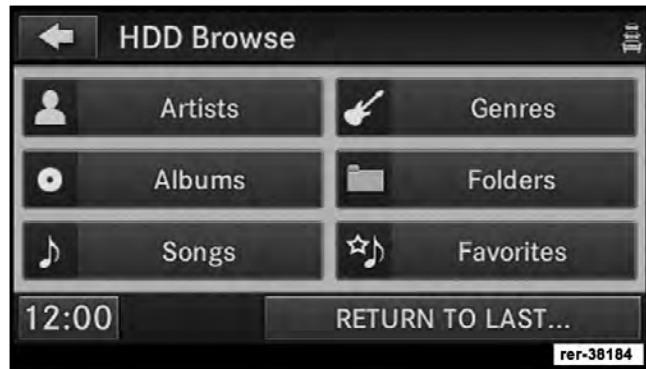 HDD Browse
Artists
Genres
Albums
Folders
Songs
Favorites
12:00
RETURN TO LAST...
rer-38184